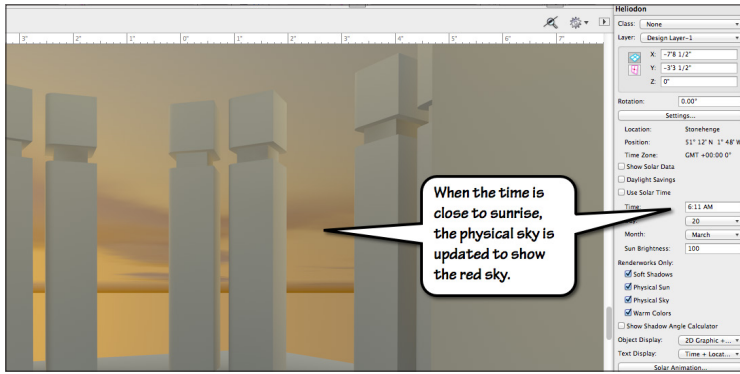 Heliodon
Class: None
Layer: Design Layer-1
3" 2" 1" 0" 1" 2" 3" 4" 5" 6" 7"
X: -7'8 1/2"
Y: -3'3 1/2"
Z: 0"
Rotation: 0.00°
Settings...
Location: Stonehenge
Position: 51° 12' N 1° 48' W
Time Zone: GMT +00:00 0°
Show Solar Data
Daylight Savings
Use Solar Time
Time: 6:11 AM
20
Month: March
Sun Brightness: 100
Renderworks Only:
Soft Shadows
Physical Sun
Physical Sky
Warm Colors
Show Shadow Angle Calculator
Object Display: 2D Graphic +...
Text Display: Time + Locat...
Solar Animation...
When the time is
close to sunrise,
the physical sky is
updated to show
the red sky.